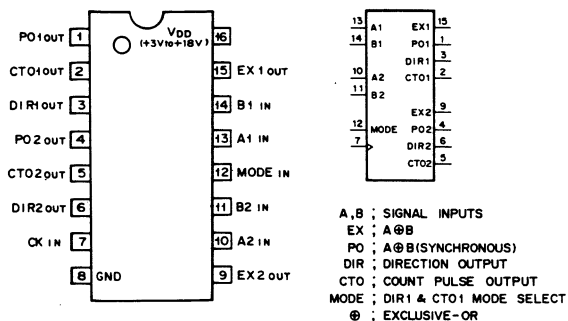 PO1OUT 1
CTO1OUT 2
DIR1OUT 3
PO2OUT 4
CTO2OUT 5
DIR2OUT 6
CK IN 7
8 GND
VDD
(+3Vto+18V)
16
15 EX1OUT
14 B1 IN
13 A1 IN
12 MODE IN
11 B2 IN
10 A2 IN
9 EX2OUT
13 A1 EX1 15
14 B1 PO1 1
DIR1 3
10 A2 CTO1 2
11 B2
EX2 9
12 MODE PO2 4
7 DIR2 6
CTO2 5
A,B ; SIGNAL INPUTS
EX ; A⊕B
PO ; A⊕B(SYNCHRONOUS)
DIR ; DIRECTION OUTPUT
CTO ; COUNT PULSE OUTPUT
MODE ; DIR1 & CTO1 MODE SELECT
⊕ ; EXCLUSIVE-OR